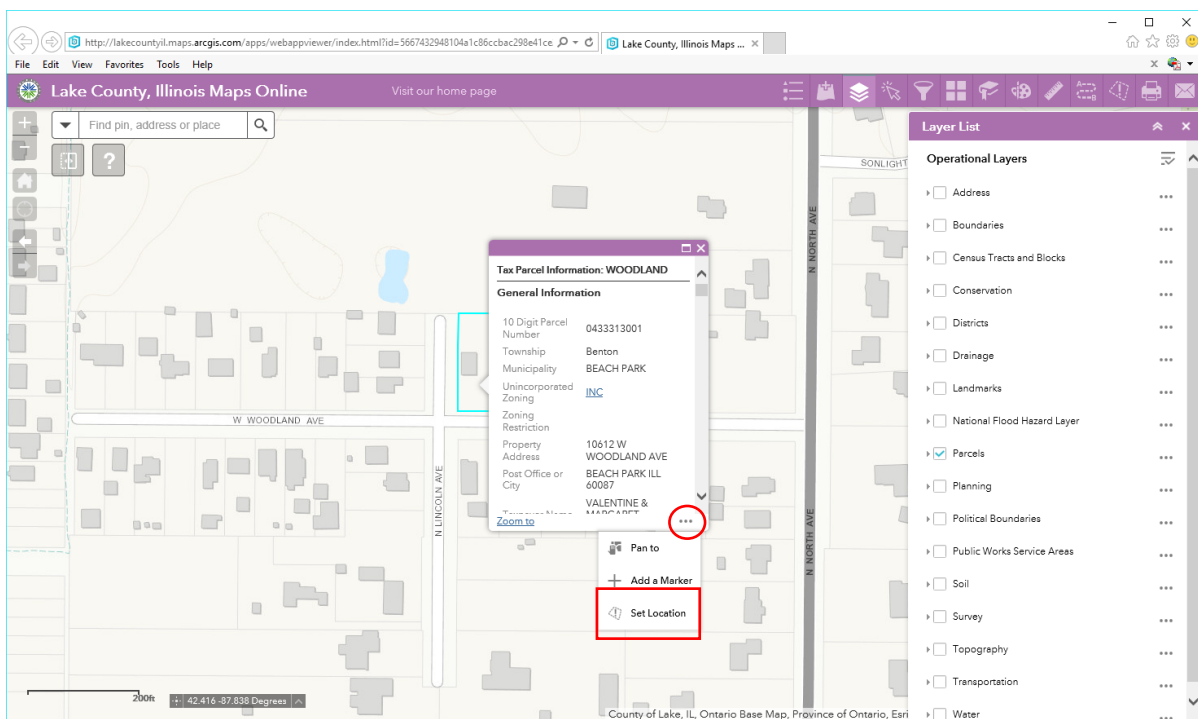 http://lakecountyil.maps.arcgis.com/apps/webappviewer/index.html?id=5667432948104a1c86ccbac298e41ce
Lake County, Illinois Maps ...
File Edit View Favorites Tools Help
Lake County, Illinois Maps Online
Visit our home page
Find pin, address or place
?
SONLIGHT
N NORTH AVE
W WOODLAND AVE
N LINCOLN AVE
N NORTH AVE
Tax Parcel Information: WOODLAND
General Information
10 Digit Parcel
Number
0433313001
Township
Benton
Municipality
BEACH PARK
Unincorporated
Zoning
INC
Zoning
Restriction
Property
Address
10612 W
WOODLAND AVE
Post Office or
City
BEACH PARK ILL
60087
Taxpayer Name
VALENTINE &
MARGARET
Zoom to
...
Pan to
Add a Marker
Set Location
Layer List
Operational Layers
Address
Boundaries
Census Tracts and Blocks
Conservation
Districts
Drainage
Landmarks
National Flood Hazard Layer
Parcels
Planning
Political Boundaries
Public Works Service Areas
Soil
Survey
Topography
Transportation
Water
200ft
42.416 -87.838 Degrees
County of Lake, IL, Ontario Base Map, Province of Ontario, Esri